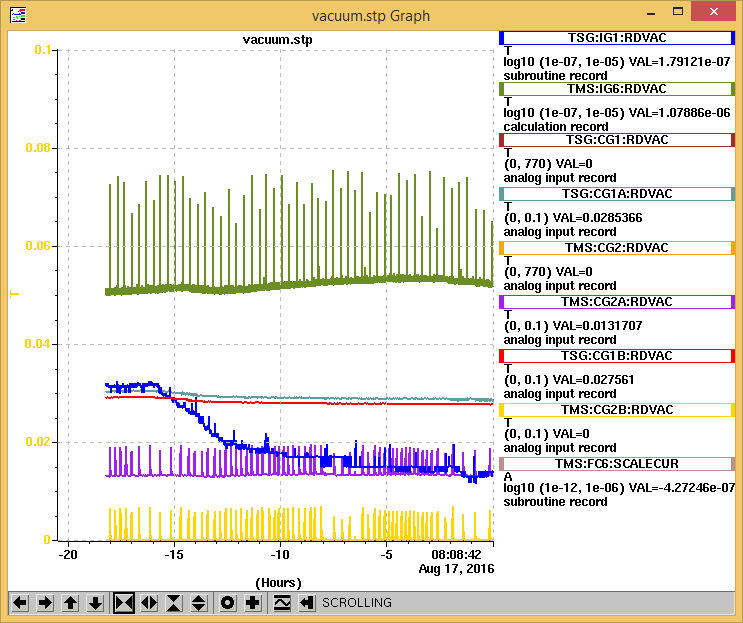 vacuum.stp Graph
vacuum.stp
0.1
0.08
0.06
T
0.04
0.02
0
-20
-15
-10
-5
08:08:42
Aug 17, 2016
(Hours)
TSG:IG1:RDVAC
T
log10 (1e-07, 1e-05) VAL=1.79121e-07
subroutine record
TMS:IG6:RDVAC
T
log10 (1e-07, 1e-05) VAL=1.07886e-06
calculation record
TSG:CG1:RDVAC
T
(0, 770) VAL=0
analog input record
TSG:CG1A:RDVAC
T
(0, 0.1) VAL=0.0285366
analog input record
TMS:CG2:RDVAC
T
(0, 770) VAL=0
analog input record
TMS:CG2A:RDVAC
T
(0, 0.1) VAL=0.0131707
analog input record
TSG:CG1B:RDVAC
T
(0, 0.1) VAL=0.027561
analog input record
TMS:CG2B:RDVAC
T
(0, 0.1) VAL=0
analog input record
TMS:FC6:SCALECUR
A
log10 (1e-12, 1e-06) VAL=-4.27246e-07
subroutine record
SCROLLING